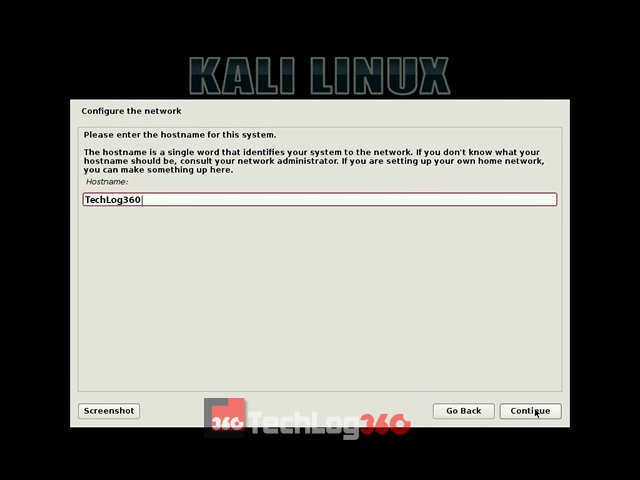 KALI LINUX
Configure the network
Please enter the hostname for this system.
The hostname is a single word that identifies your system to the network. If you don't know what your
hostname should be, consult your network administrator. If you are setting up your own home network,
you can make something up here.
Hostname:
TechLog360
Screenshot
Go Back
Continue
360 TechLog360